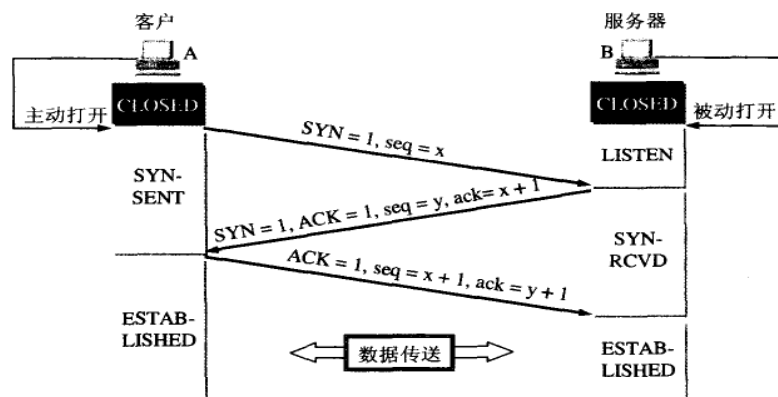 客户
服务器
A
B
CLOSED
CLOSED
主动打开
被动打开
SYN = 1, seq = x
LISTEN
SYN-
SENT
SYN = 1, ACK = 1, seq = y, ack= x + 1
SYN-
RCVD
ACK = 1, seq = x + 1, ack = y + 1
ESTAB-
LISHED
数据传送
ESTAB-
LISHED